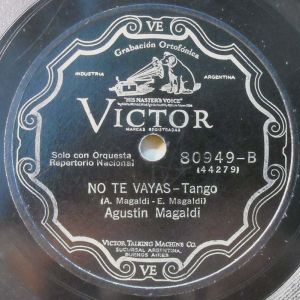 VE
Grabación Ortofónica
INDUSTRIA
ARGENTINA
"HIS MASTER'S VOICE"
VICTOR
MARCAS REGISTRADAS
Solo con Orquesta
Repertorio Nacional
80949-B
(44279)
NO TE VAYAS-Tango
(A. Magaldi - E. Magaldi)
Agustin Magaldi
VICTOR TALKING MACHINE CO.
SUCURSAL ARGENTINA,
BUENOS AIRES
VE